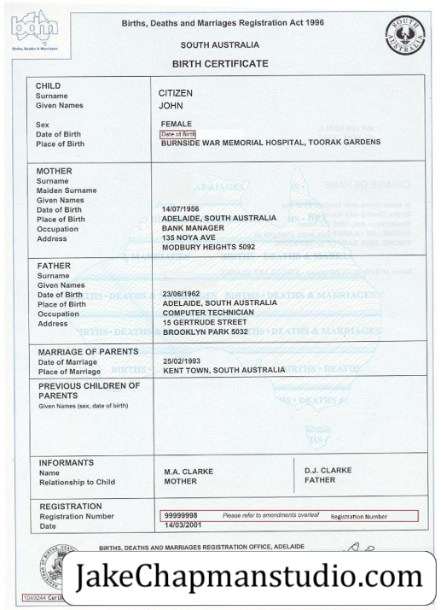 bdm
Births, Deaths & Marriages
Births, Deaths and Marriages Registration Act 1996
SOUTH AUSTRALIA
SOUTH AUSTRALIA
BIRTH CERTIFICATE
CHILD
Surname CITIZEN
Given Names JOHN
Sex FEMALE
Date of Birth Date of Birth
Place of Birth BURNSIDE WAR MEMORIAL HOSPITAL, TOORAK GARDENS
MOTHER
Surname
Maiden Surname
Given Names
Date of Birth 14/07/1956
Place of Birth ADELAIDE, SOUTH AUSTRALIA
Occupation BANK MANAGER
Address 135 NOYA AVE
MODBURY HEIGHTS 5092
FATHER
Surname
Given Names
Date of Birth 23/06/1962
Place of Birth ADELAIDE, SOUTH AUSTRALIA
Occupation COMPUTER TECHNICIAN
Address 15 GERTRUDE STREET
BROOKLYN PARK 5032
MARRIAGE OF PARENTS
Date of Marriage 25/02/1993
Place of Marriage KENT TOWN, SOUTH AUSTRALIA
PREVIOUS CHILDREN OF
PARENTS
Given Names (sex, date of birth)
INFORMANTS
Name M.A. CLARKE D.J. CLARKE
Relationship to Child MOTHER FATHER
REGISTRATION
Registration Number 99999998 Please refer to amendments overleaf Registration Number
Date 14/03/2001
BIRTHS, DEATHS AND MARRIAGES REGISTRATION OFFICE, ADELAIDE
JakeChapmanstudio.com